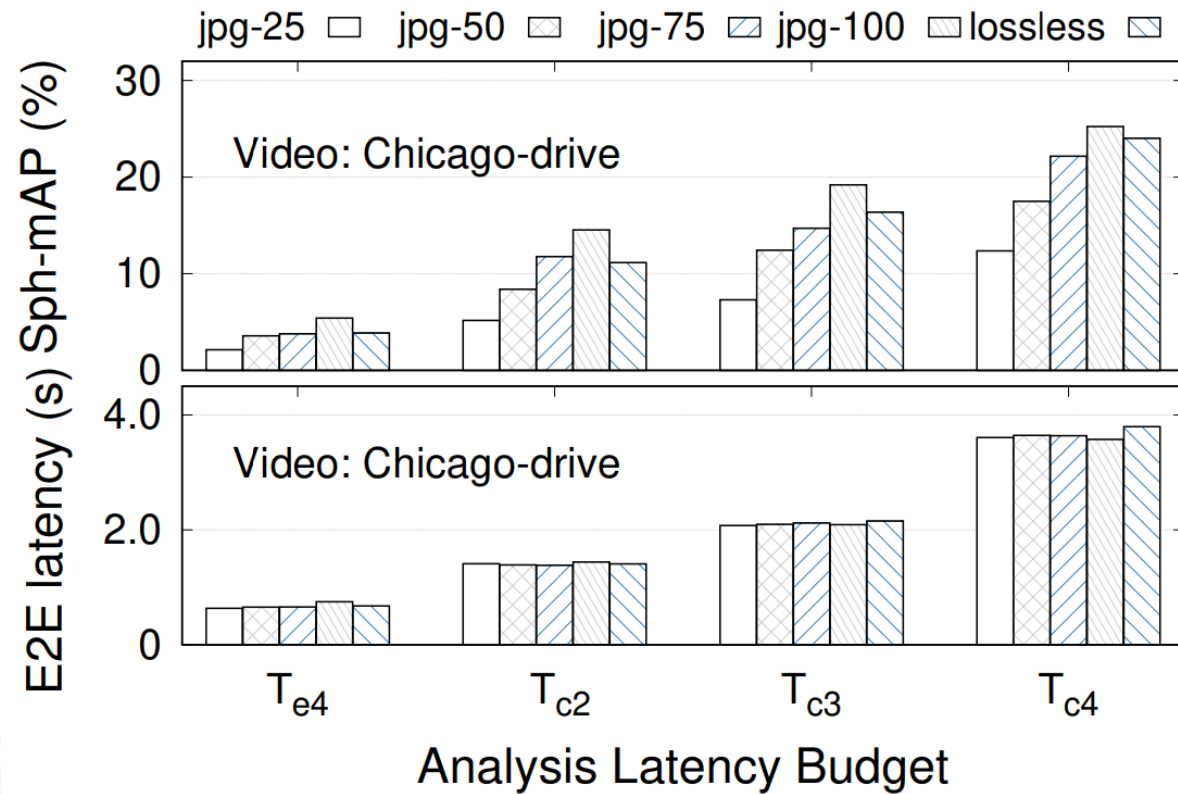 jpg-25 jpg-50 jpg-75 jpg-100 lossless
Sph-mAP (%)
30
20
10
0
Video: Chicago-drive
E2E latency (s)
4.0
2.0
0
Video: Chicago-drive
Te4 Tc2 Tc3 Tc4
Analysis Latency Budget